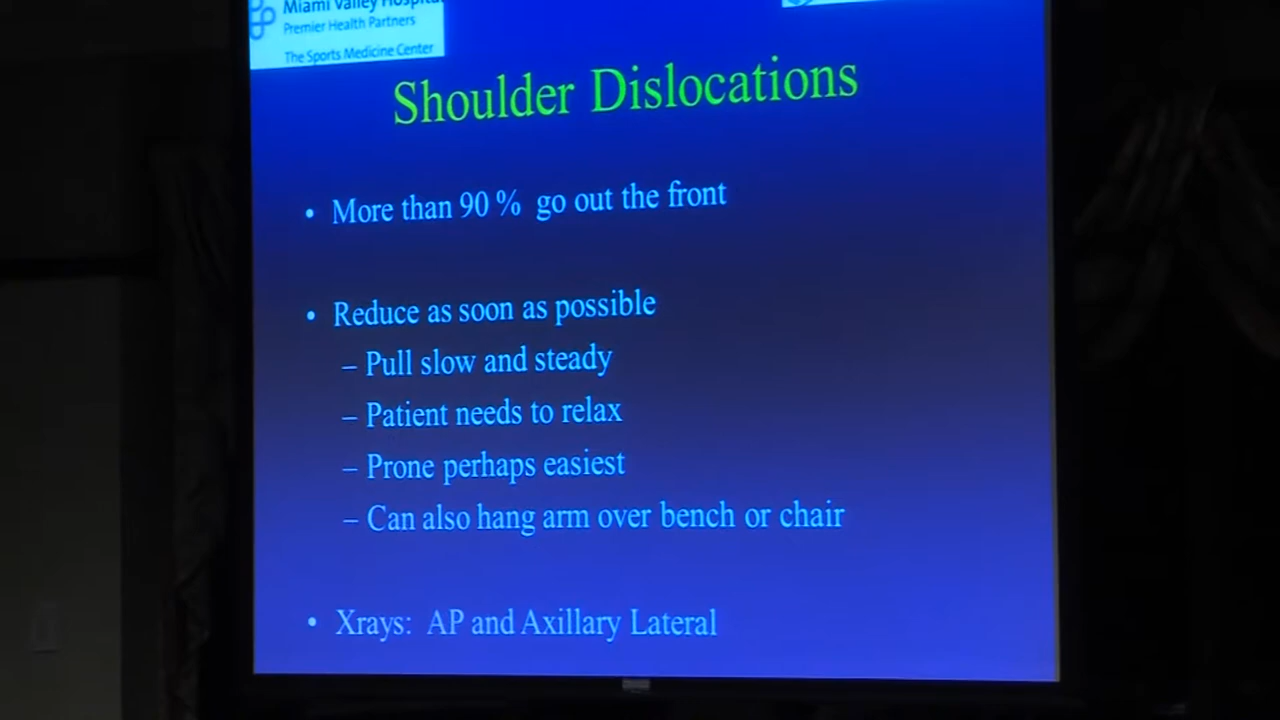 Miami Valley
Premier Health Partners
The Sports Medicine Center
Shoulder Dislocations
• More than 90 % go out the front
• Reduce as soon as possible
– Pull slow and steady
– Patient needs to relax
– Prone perhaps easiest
– Can also hang arm over bench or chair
• Xrays: AP and Axillary Lateral